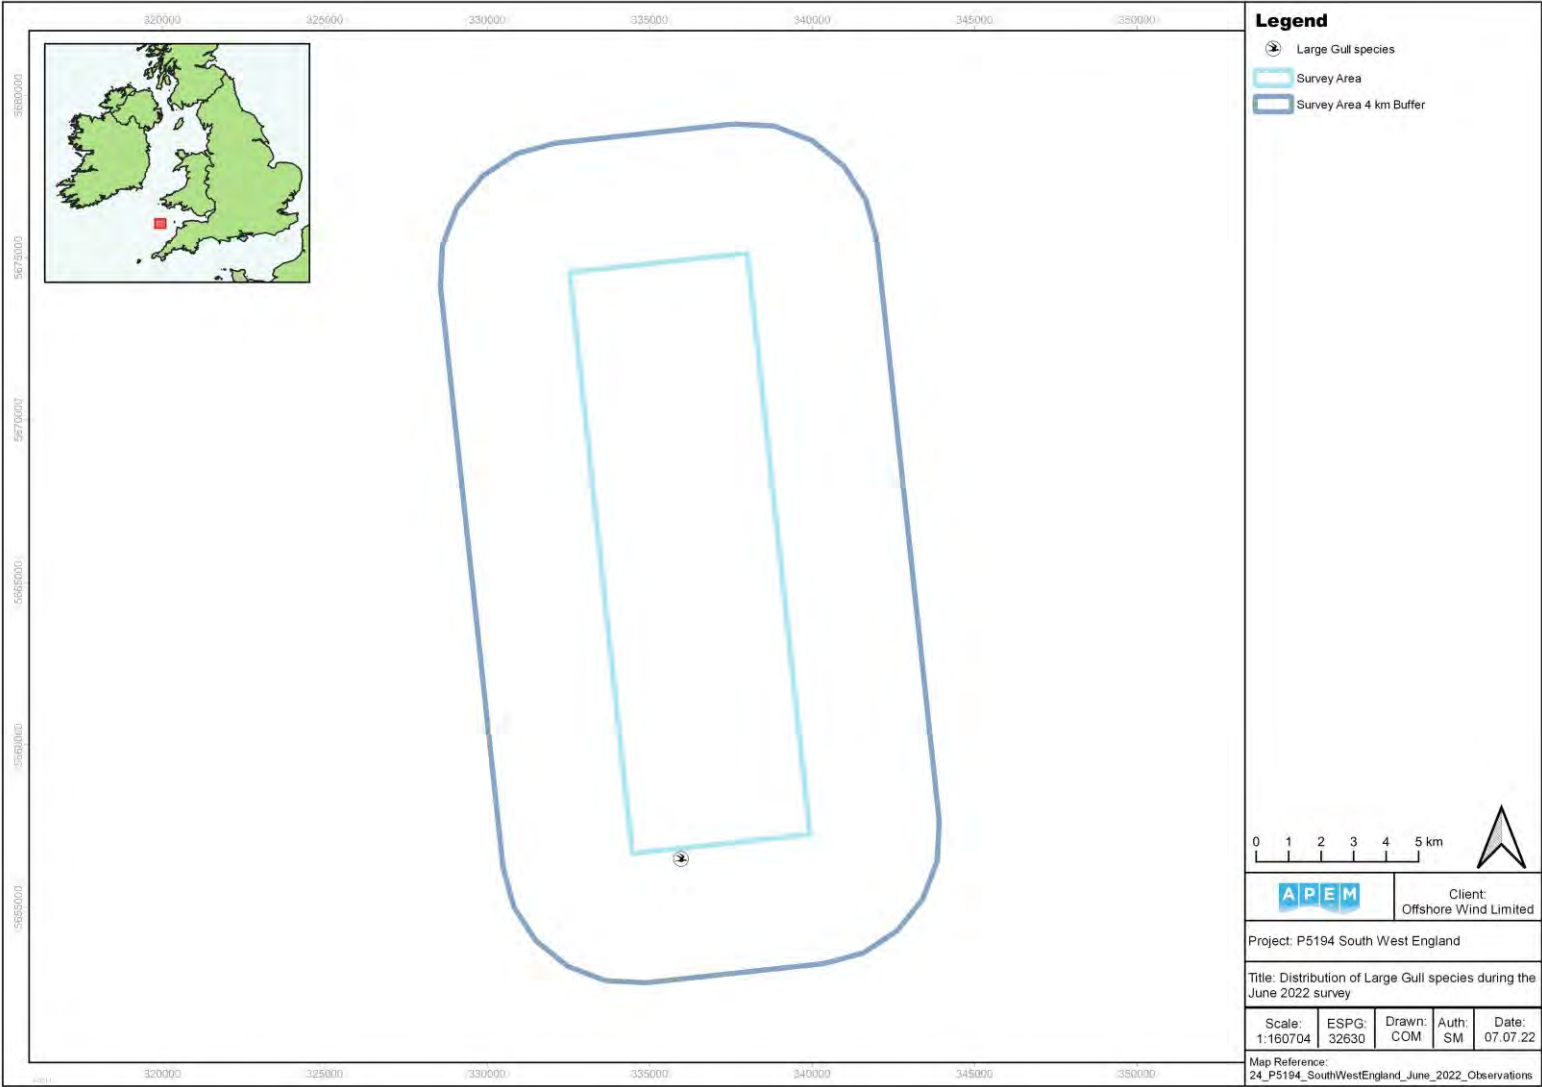 320000 325000 330000 335000 340000 345000 350000
5680000
5675000
5670000
5665000
5660000
5655000
320000 325000 330000 335000 340000 345000 350000
Legend
Large Gull species
Survey Area
Survey Area 4 km Buffer
0 1 2 3 4 5 km
APEM
Client:
Offshore Wind Limited
Project: P5194 South West England
Title: Distribution of Large Gull species during the
June 2022 survey
Scale:
1:160704
ESPG:
32630
Drawn:
COM
Auth:
SM
Date:
07.07.22
Map Reference:
24_P5194_SouthWestEngland_June_2022_Observations